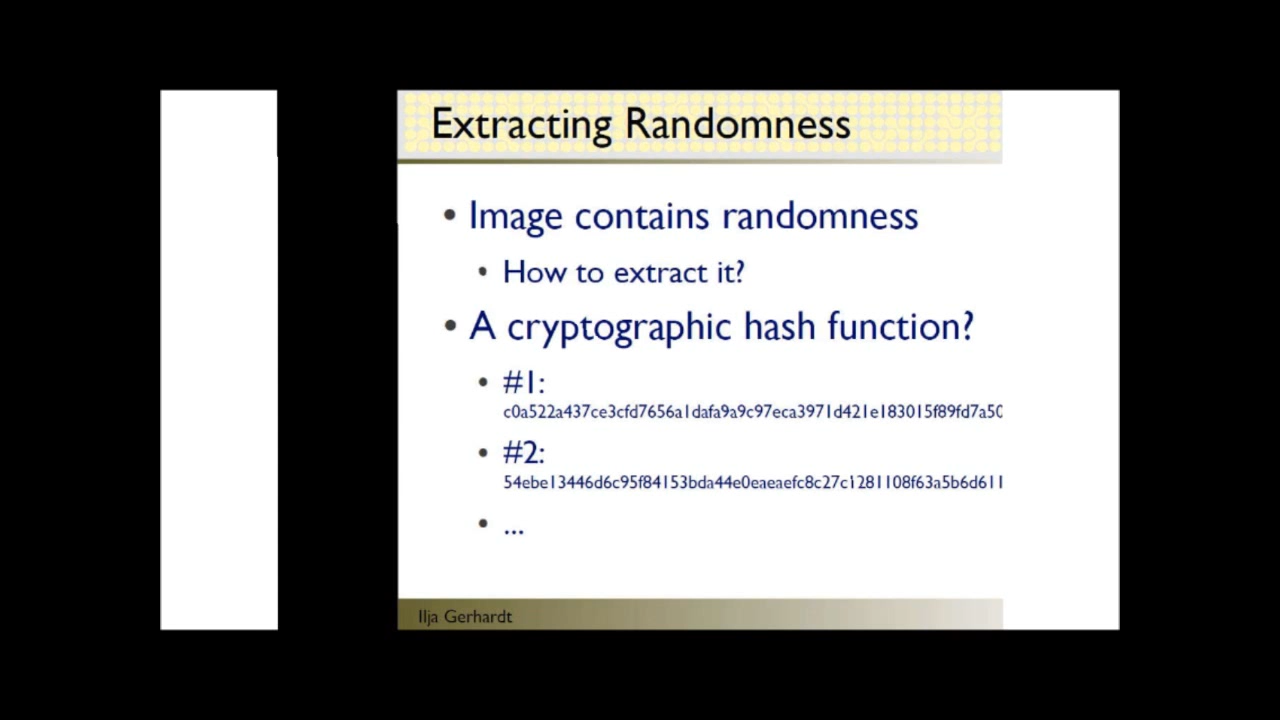 Extracting Randomness
• Image contains randomness
• How to extract it?
• A cryptographic hash function?
• #1:
c0a522a437ce3cfd7656a1dafa9a9c97eca3971d421e183015f89fd7a50
• #2:
54ebe13446d6c95f84153bda44e0eaeaefc8c27c1281108f63a5b6d611
• ...
Ilja Gerhardt